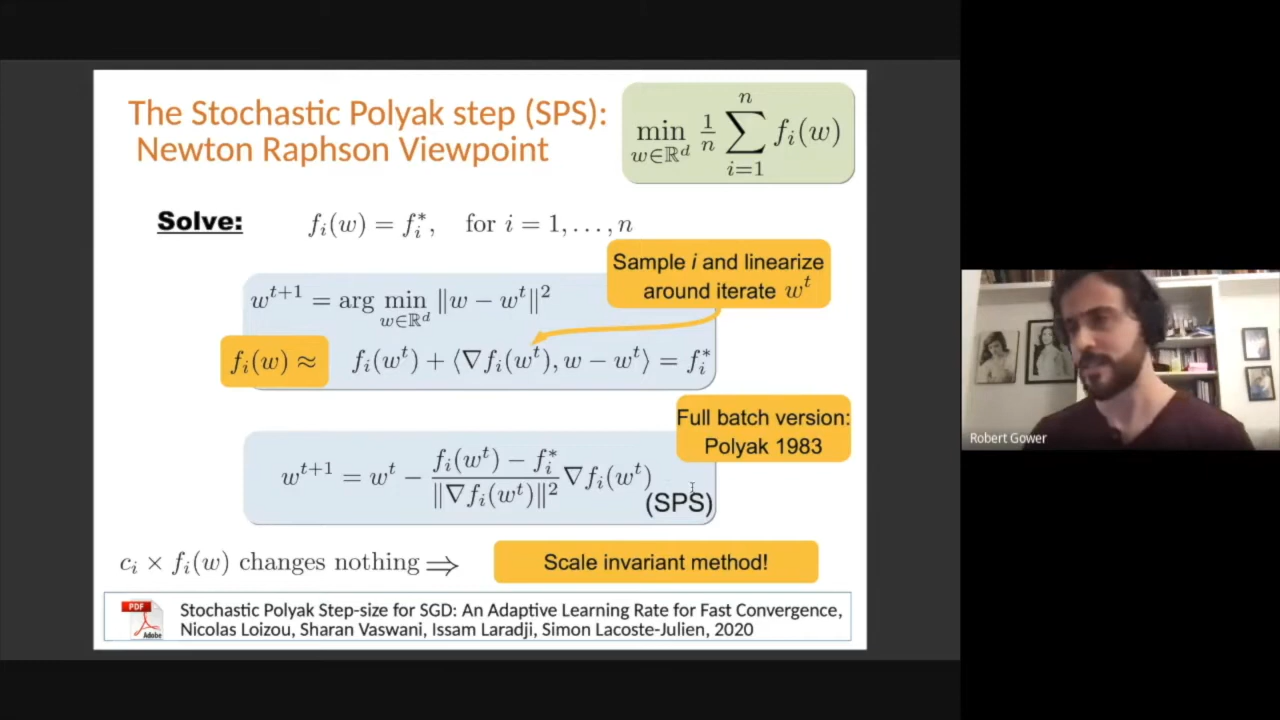 The Stochastic Polyak step (SPS):
Newton Raphson Viewpoint
min_{w∈ℝ^d} 1/n ∑_{i=1}^{n} f_i(w)
Solve: f_i(w) = f_i^*, for i = 1, . . . , n
Sample i and linearize
around iterate w^t
w^{t+1} = arg min_{w∈ℝ^d} ‖w − w^t‖^2
f_i(w) ≈ f_i(w^t) + ⟨∇f_i(w^t), w − w^t⟩ = f_i^*
Full batch version:
Polyak 1983
w^{t+1} = w^t − \frac{f_i(w^t) − f_i^*}{‖∇f_i(w^t)‖^2} ∇f_i(w^t)
(SPS)
c_i × f_i(w) changes nothing ⟹ Scale invariant method!
PDF
Adobe
Stochastic Polyak Step-size for SGD: An Adaptive Learning Rate for Fast Convergence,
Nicolas Loizou, Sharan Vaswani, Issam Laradji, Simon Lacoste-Julien, 2020
Robert Gower